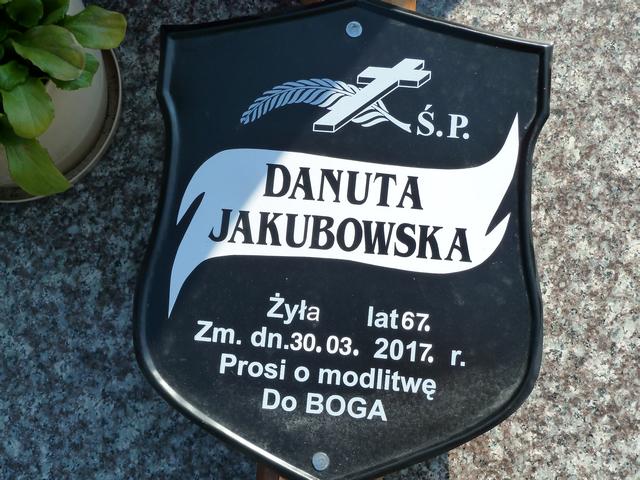 Ś.P.
DANUTA
JAKUBOWSKA
Żyła lat 67.
Zm. dn. 30.03. 2017. r.
Prosi o modlitwę
Do BOGA